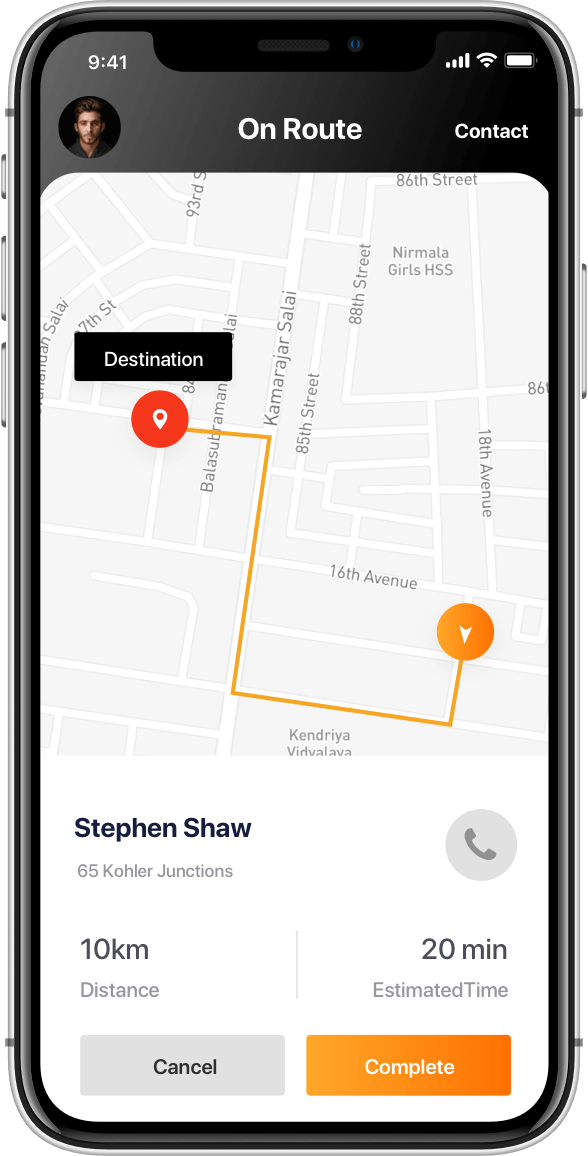 9:41
On Route
Contact
93rd S
86th Street
Nirmala
Girls HSS
88th Street
Kamarajar Salai
Salai
7th St
Destination
84
Balasubraman
lai
85th Street
86t
18th Avenue
16th Avenue
Kendriya
Vidyalaya
Stephen Shaw
65 Kohler Junctions
10km
20 min
Distance
EstimatedTime
Cancel
Complete